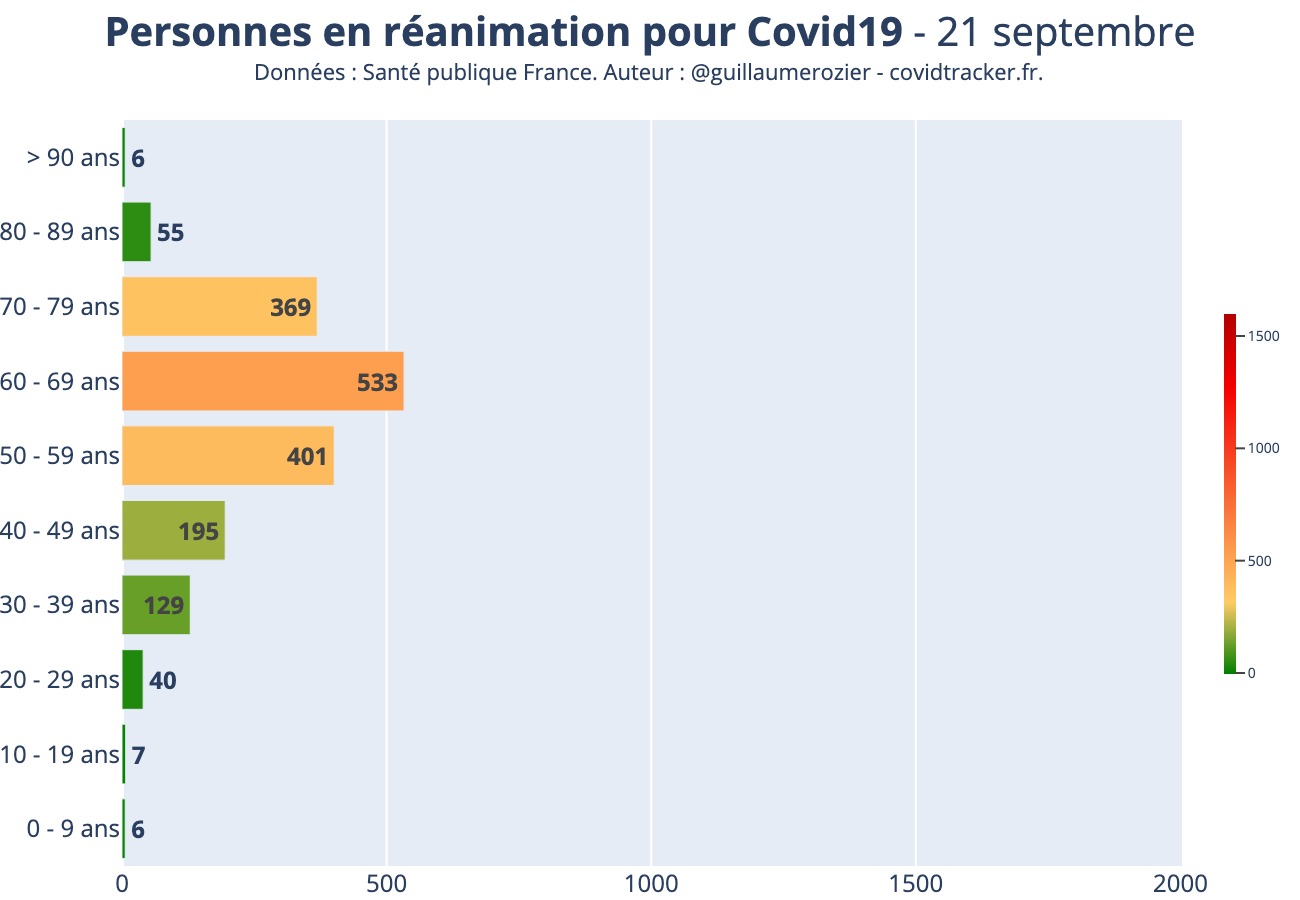 Personnes en réanimation pour Covid19 - 21 septembre
Données : Santé publique France. Auteur : @guillaumerozier - covidtracker.fr.
> 90 ans 6
80 - 89 ans 55
70 - 79 ans 369
60 - 69 ans 533
50 - 59 ans 401
40 - 49 ans 195
30 - 39 ans 129
20 - 29 ans 40
10 - 19 ans 7
0 - 9 ans 6
0 500 1000 1500 2000
1500
1000
500
0